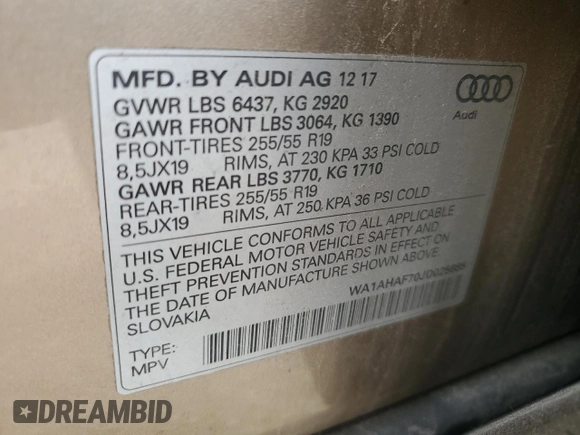 MFD. BY AUDI AG 12 17
GVWR LBS 6437, KG 2920
GAWR FRONT LBS 3064, KG 1390
FRONT-TIRES 255/55 R19
8,5JX19 RIMS, AT 230 KPA 33 PSI COLD
GAWR REAR LBS 3770, KG 1710
REAR-TIRES 255/55 R19
8,5JX19 RIMS, AT 250 KPA 36 PSI COLD
THIS VEHICLE CONFORMS TO ALL APPLICABLE
U.S. FEDERAL MOTOR VEHICLE SAFETY AND
THEFT PREVENTION STANDARDS IN EFFECT ON
THE DATE OF MANUFACTURE SHOWN ABOVE
SLOVAKIA
TYPE:
MPV
Audi
DREAMBID